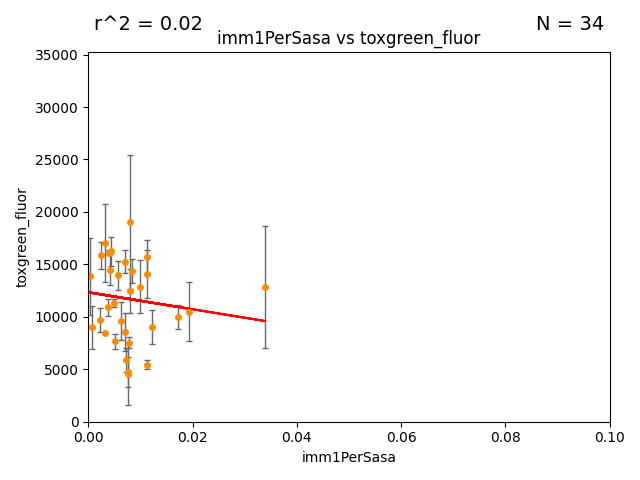 r^2 = 0.02
N = 34
imm1PerSasa vs toxgreen_fluor
35000
30000
25000
20000
15000
10000
5000
0
toxgreen_fluor
0.00
0.02
0.04
0.06
0.08
0.10
imm1PerSasa